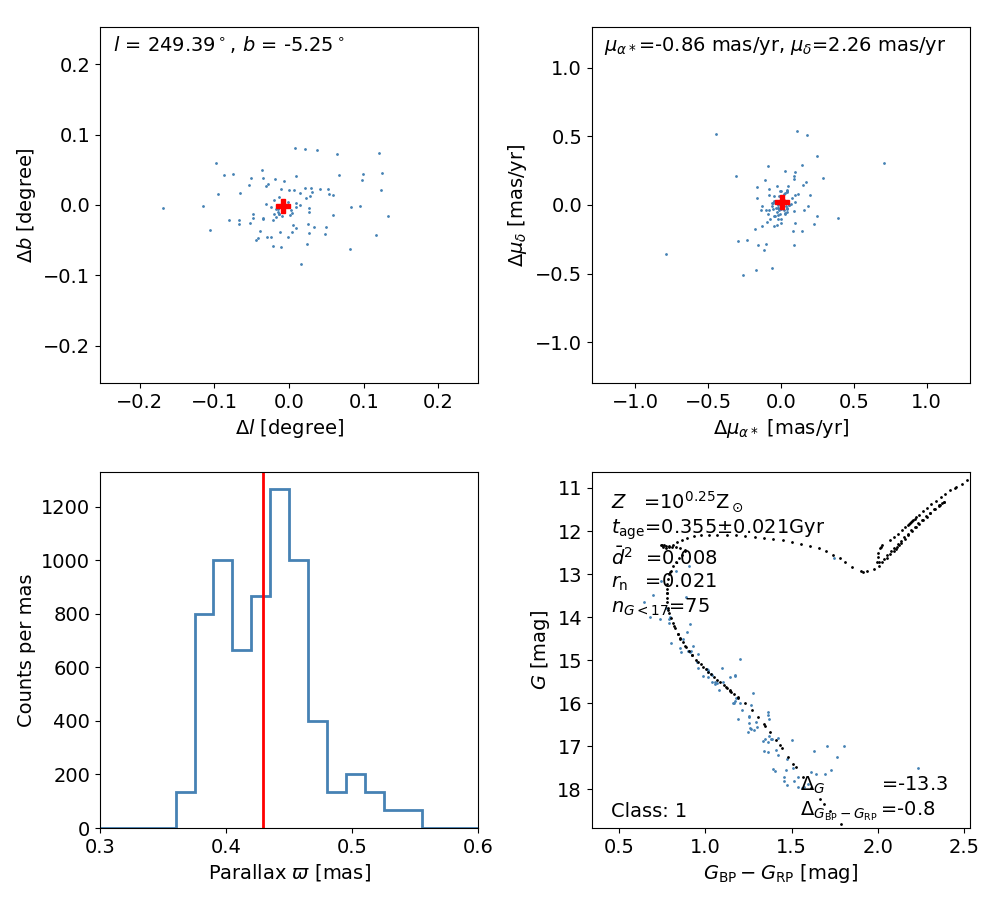 l = 249.39°, b = -5.25°
0.2
0.1
0.0
−0.1
−0.2
Δb [degree]
−0.2 −0.1 0.0 0.1 0.2
Δl [degree]
μα*=-0.86 mas/yr, μδ=2.26 mas/yr
1.0
0.5
0.0
−0.5
−1.0
Δμδ [mas/yr]
−1.0 −0.5 0.0 0.5 1.0
Δμα* [mas/yr]
1200
1000
800
600
400
200
0
Counts per mas
0.3 0.4 0.5 0.6
Parallax ϖ [mas]
Z =10^0.25 Z⊙
t_age=0.355±0.021Gyr
d̄² =0.008
r_n =0.021
n_G<17=75
Δ_G =-13.3
Δ_GBP−GRP =-0.8
Class: 1
11
12
13
14
15
16
17
18
G [mag]
0.5 1.0 1.5 2.0 2.5
G_BP − G_RP [mag]